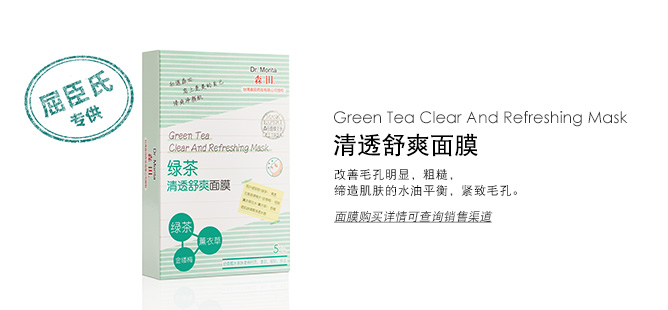 屈臣氏
专供
Dr. Morita
森田
Green Tea
Clear And Refreshing Mask
绿茶
清透舒爽面膜
绿茶
薰衣草
金缕梅
5
Dr. Morita
森田
Green Tea Clear And Refreshing Mask
清透舒爽面膜
改善毛孔明显，粗糙，
缔造肌肤的水油平衡，紧致毛孔。
面膜购买详情可查询销售渠道